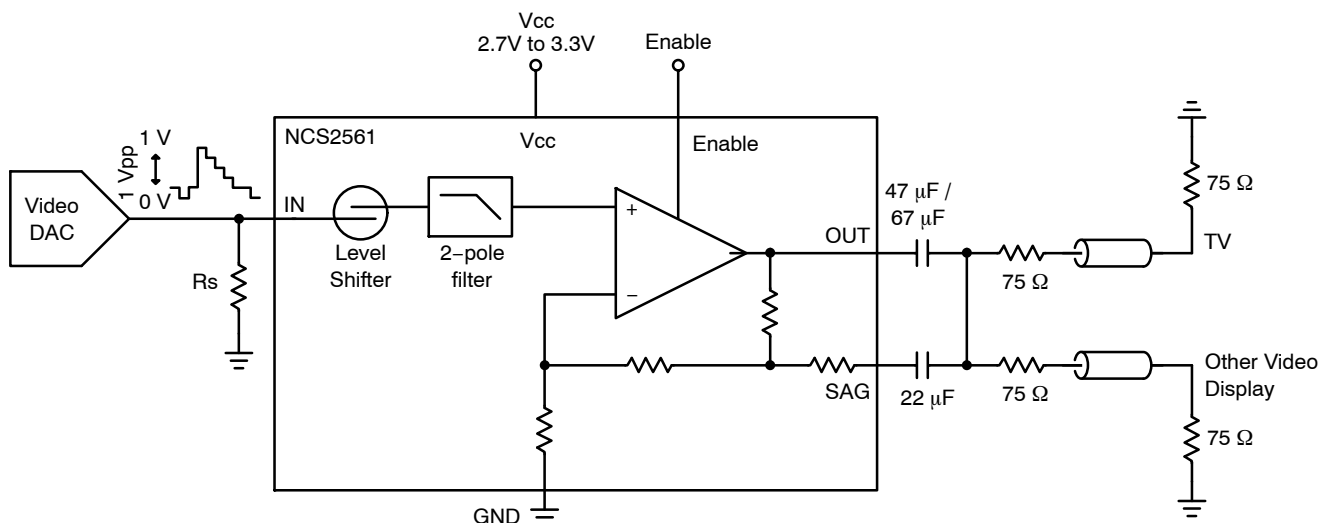 Vcc
2.7V to 3.3V
Enable
NCS2561
Vcc
Enable
1 Vpp
1 V
0 V
Video
DAC
IN
Rs
Level
Shifter
2−pole
filter
+
−
OUT
SAG
GND
47 μF /
67 μF
22 μF
75 Ω
75 Ω
TV
75 Ω
Other Video
Display
75 Ω